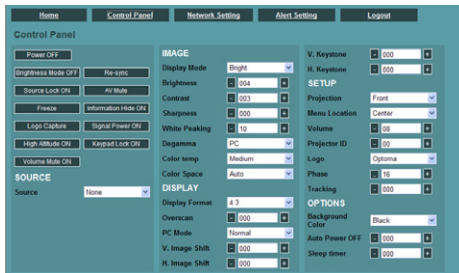 Home Control Panel Network Setting Alert Setting Logout
Control Panel
Power OFF
Brightness Mode OFF Re-sync
Source Lock ON AV Mute
Freeze Information Hide ON
Logo Capture Signal Power ON
High Altitude ON Keypad Lock ON
Volume Mute ON
SOURCE
Source None
IMAGE
Display Mode Bright
Brightness - 004 +
Contrast - 003 +
Sharpness - 000 +
White Peaking - 10 +
Degamma PC
Color temp Medium
Color Space Auto
DISPLAY
Display Format 4:3
Overscan - 000 +
PC Mode Normal
V. Image Shift - 000 +
H. Image Shift - 000 +
V. Keystone - 000 +
H. Keystone - 000 +
SETUP
Projection Front
Menu Location Center
Volume - 08 +
Projector ID - 00 +
Logo Optoma
Phase - 16 +
Tracking - 000 +
OPTIONS
Background Color Black
Auto Power OFF - 000 +
Sleep timer - 000 +